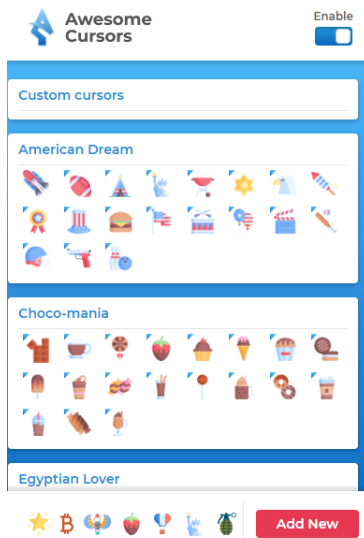 Awesome
Cursors
Enable
Custom cursors
American Dream
Choco-mania
Egyptian Lover
Add New